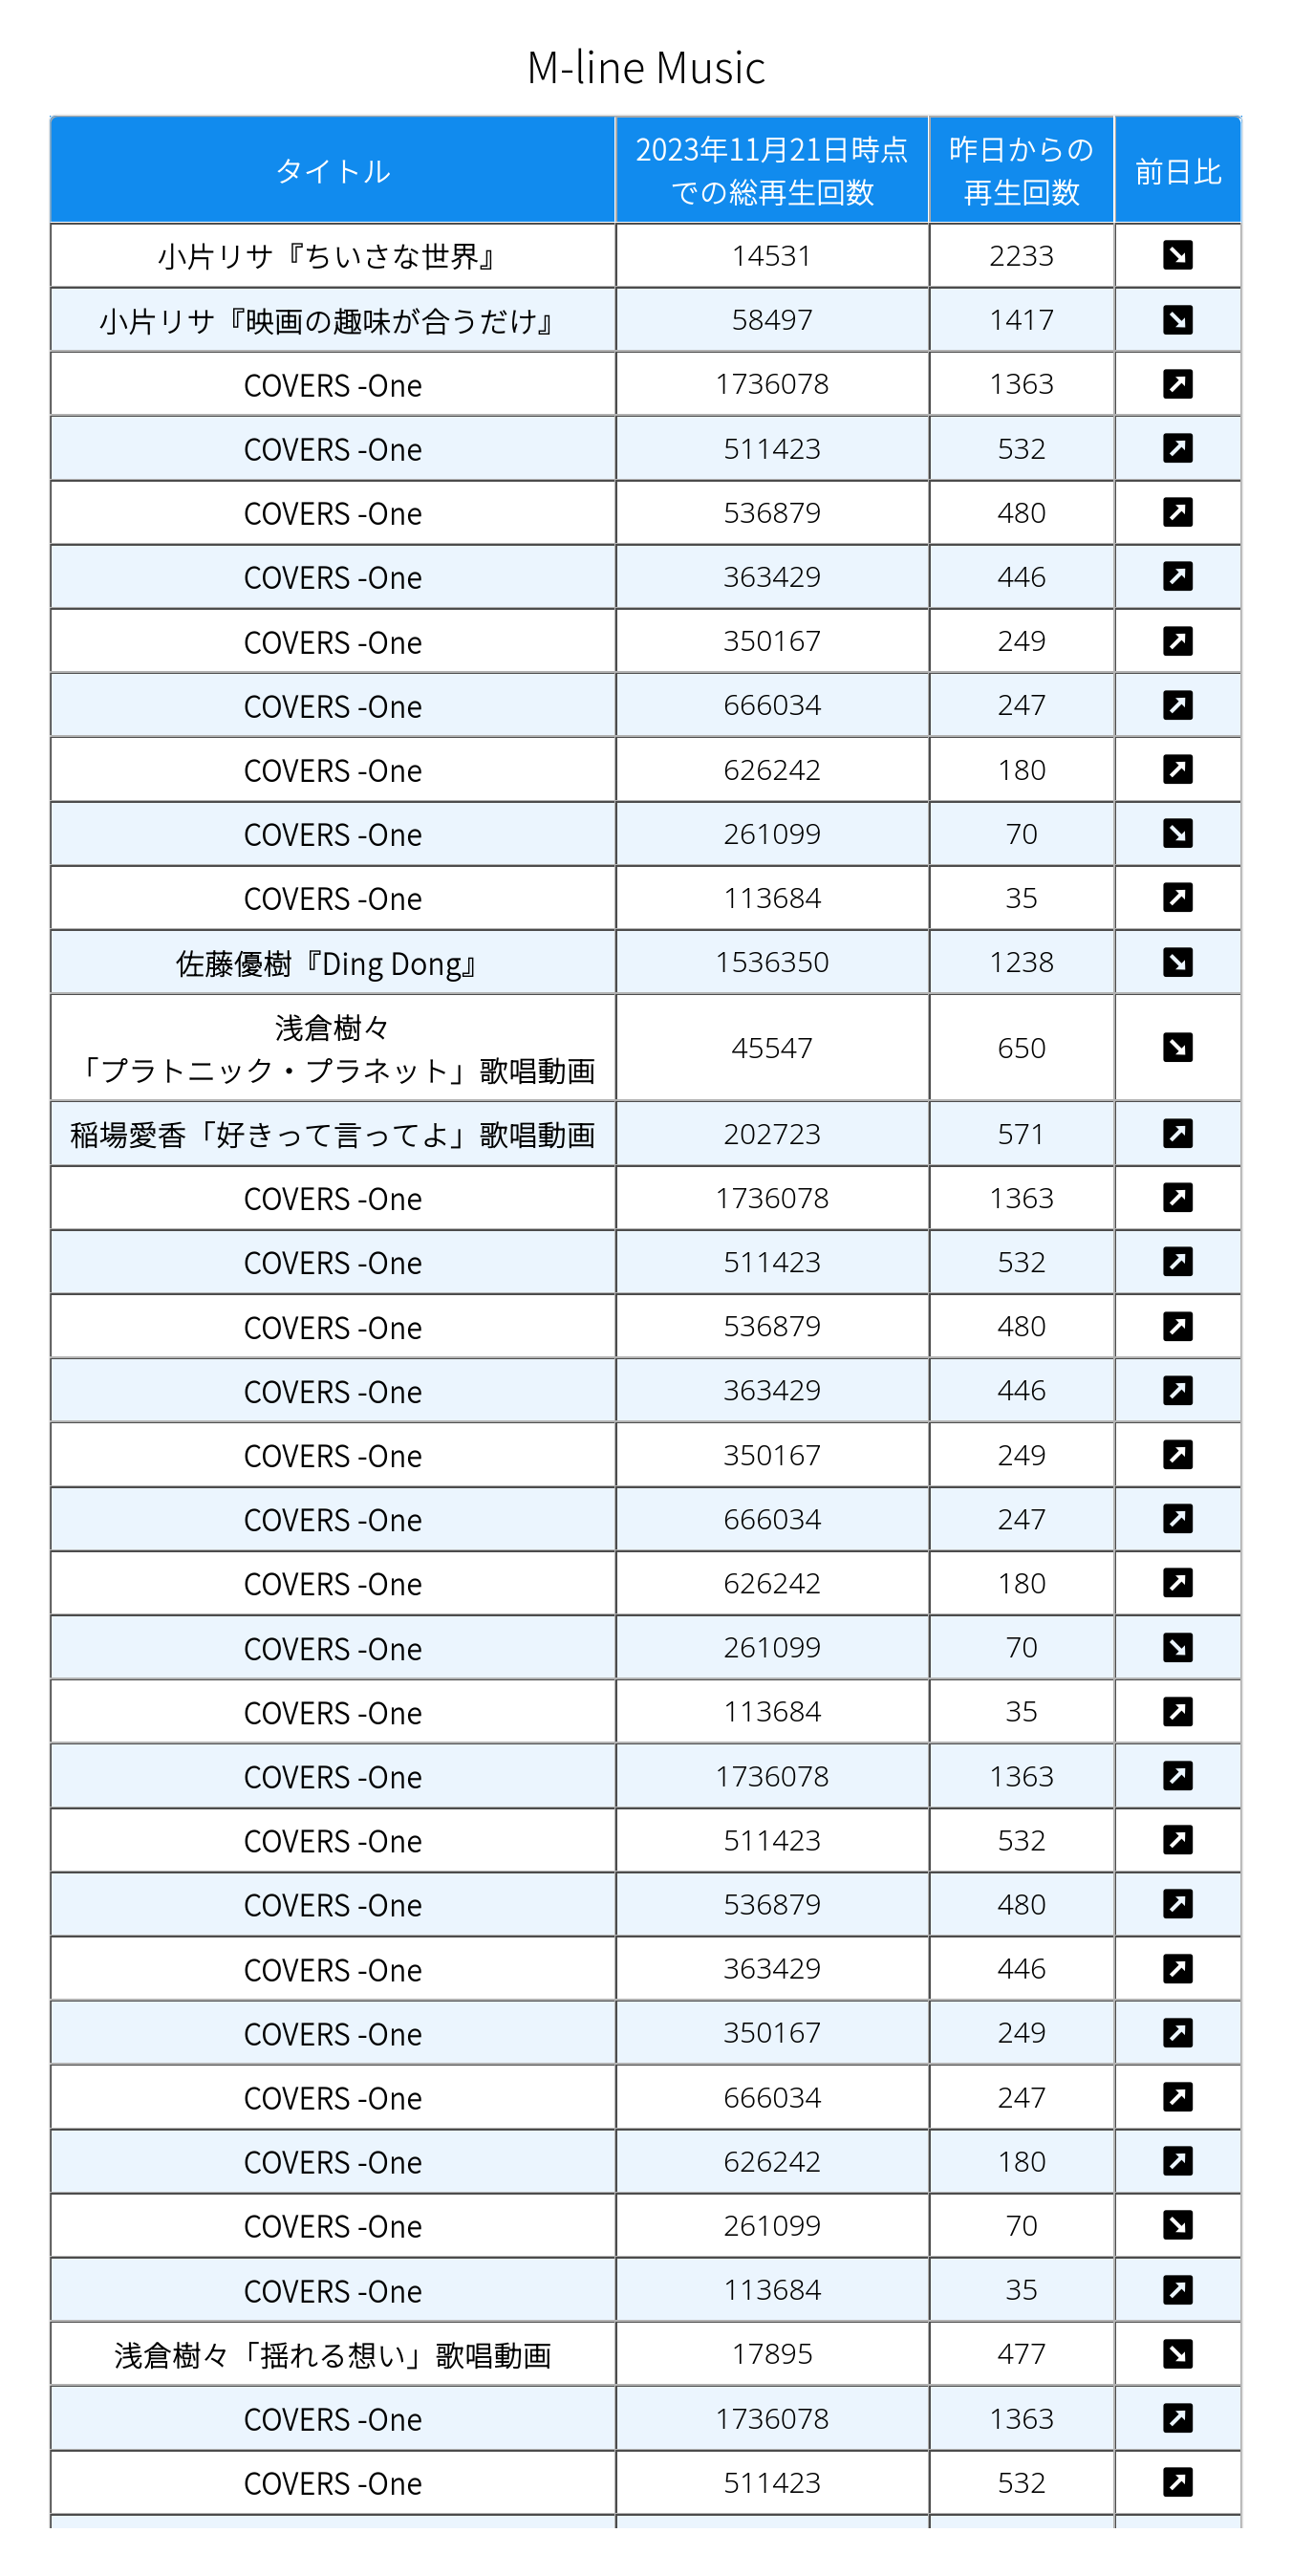 M-line Music
タイトル 2023年11月21日時点での総再生回数 昨日からの再生回数 前日比
小片リサ『ちいさな世界』 14531 2233
小片リサ『映画の趣味が合うだけ』 58497 1417
COVERS -One 1736078 1363
COVERS -One 511423 532
COVERS -One 536879 480
COVERS -One 363429 446
COVERS -One 350167 249
COVERS -One 666034 247
COVERS -One 626242 180
COVERS -One 261099 70
COVERS -One 113684 35
佐藤優樹『Ding Dong』 1536350 1238
浅倉樹々
「プラトニック・プラネット」歌唱動画 45547 650
稲場愛香「好きって言ってよ」歌唱動画 202723 571
COVERS -One 1736078 1363
COVERS -One 511423 532
COVERS -One 536879 480
COVERS -One 363429 446
COVERS -One 350167 249
COVERS -One 666034 247
COVERS -One 626242 180
COVERS -One 261099 70
COVERS -One 113684 35
COVERS -One 1736078 1363
COVERS -One 511423 532
COVERS -One 536879 480
COVERS -One 363429 446
COVERS -One 350167 249
COVERS -One 666034 247
COVERS -One 626242 180
COVERS -One 261099 70
COVERS -One 113684 35
浅倉樹々「揺れる想い」歌唱動画 17895 477
COVERS -One 1736078 1363
COVERS -One 511423 532